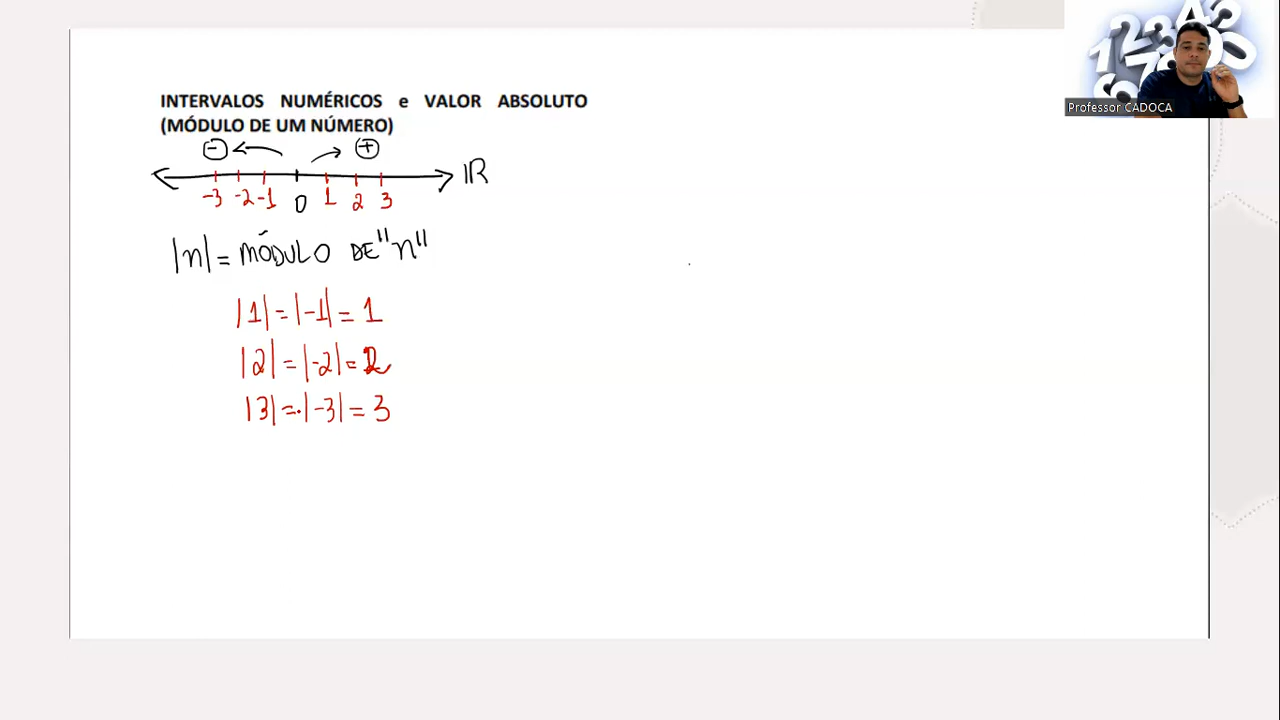 INTERVALOS NUMÉRICOS e VALOR ABSOLUTO
(MÓDULO DE UM NÚMERO)
- +
-3 -2 -1 0 1 2 3 ℝ
|n| = MÓDULO DE "n"
|1| = |-1| = 1
|2| = |-2| = 2
|3| = |-3| = 3
Professor CADOCA